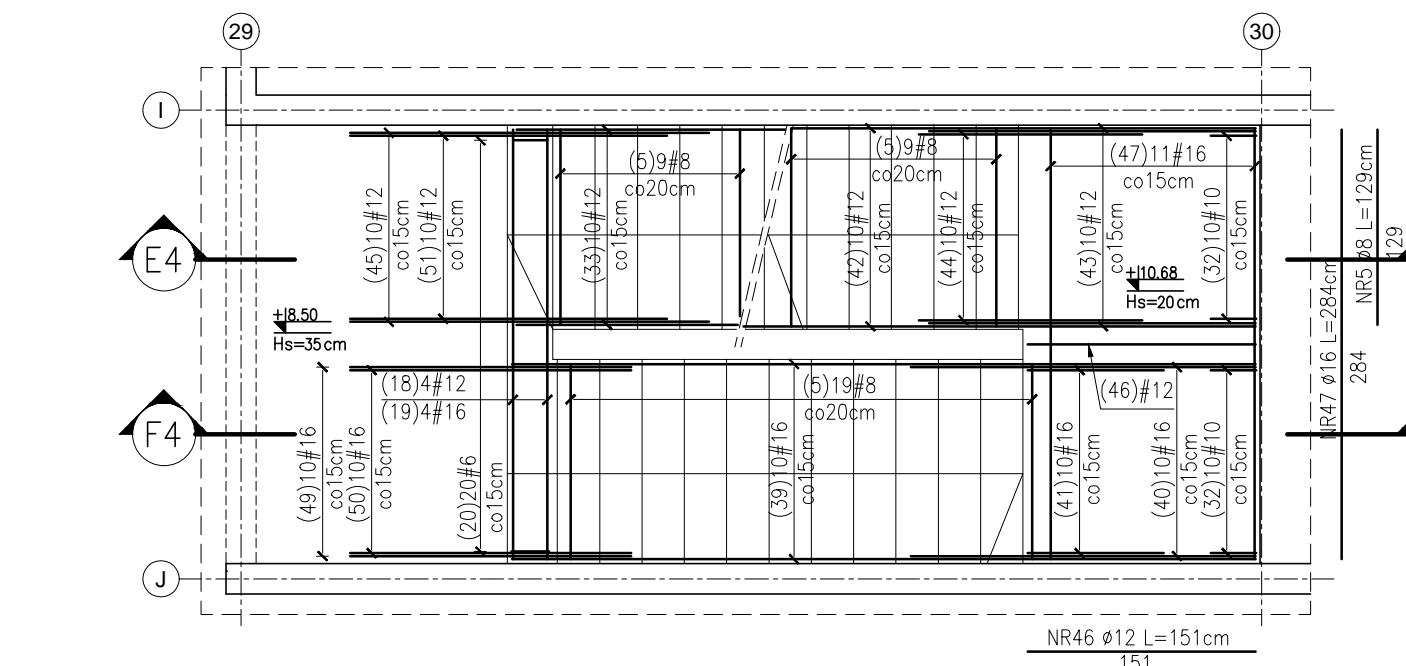 29
30
I
(5)9#8
co20cm
(5)9#8
co20cm
(47)11#16
co15cm
(45)10#12
co15cm
(51)10#12
co15cm
(33)10#12
co15cm
(42)10#12
co15cm
(44)10#12
co15cm
(43)10#12
co15cm
(32)10#10
co15cm
NR5 ø8 L=129cm
129
E4
+10.68
Hs=20cm
+8.50
Hs=35cm
NR47 ø16 L=284cm
284
(18)4#12
(19)4#16
(5)19#8
co20cm
(46)#12
F4
(49)10#16
co15cm
(50)10#16
co15cm
(20)20#6
co15cm
(39)10#16
co15cm
(41)10#16
co15cm
(40)10#16
co15cm
(32)10#10
co15cm
J
NR46 ø12 L=151cm
151